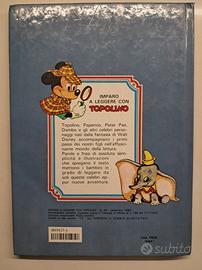 IMPARO
A LEGGERE CON
TOPOLINO
Topolino, Paperino, Peter Pan,
Dumbo e gli altri celebri perso-
naggi nati dalla fantasia di Walt
Disney accompagnano i primi
passi dei nostri figli nell'affasci-
nante mondo della lettura.
Parole e frasi di assoluta sem-
plicità e illustrazioni
che spiegano il testo
mettono i bambini in
grado di leggere da
soli queste celebri ep-
pur nuove avventure.
subito